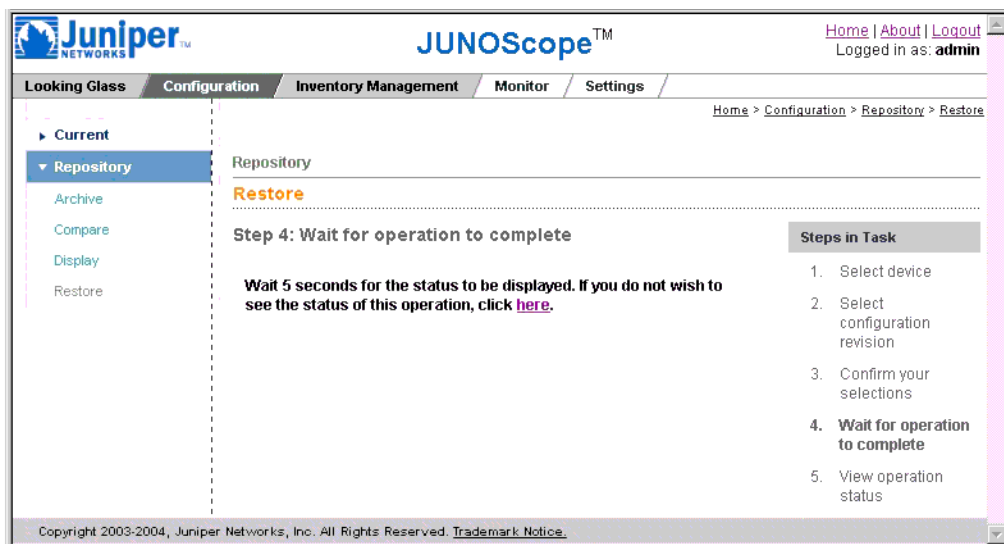 Juniper
NETWORKS
TM
JUNOScope™
Home | About | Logout
Logged in as: admin
Looking Glass
Configuration
Inventory Management
Monitor
Settings
Home > Configuration > Repository > Restore
Current
Repository
Archive
Compare
Display
Restore
Repository
Restore
Step 4: Wait for operation to complete
Wait 5 seconds for the status to be displayed. If you do not wish to
see the status of this operation, click here.
Steps in Task
1. Select device
2. Select
configuration
revision
3. Confirm your
selections
4. Wait for operation
to complete
5. View operation
status
Copyright 2003-2004, Juniper Networks, Inc. All Rights Reserved. Trademark Notice.